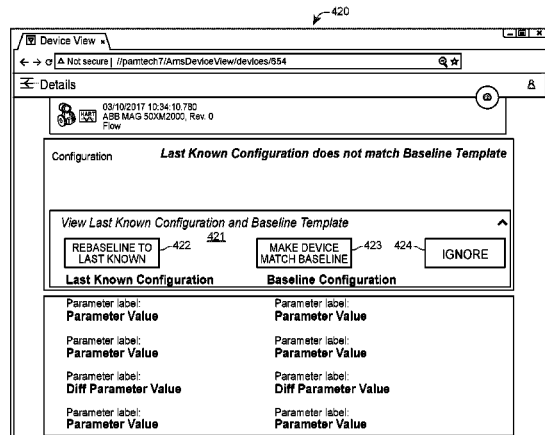 420
Device View ×
Not secure | //pamtech7/AmsDeviceView/devices/654
Details
HART
03/10/2017 10:34:10.780
ABB MAG 50XM2000, Rev. 0
Flow
Configuration
Last Known Configuration does not match Baseline Template
View Last Known Configuration and Baseline Template
421
REBASELINE TO LAST KNOWN
422
MAKE DEVICE MATCH BASELINE
423
424
IGNORE
Last Known Configuration Baseline Configuration
Parameter label: Parameter label:
Parameter Value Parameter Value
Parameter label: Parameter label:
Parameter Value Parameter Value
Parameter label: Parameter label:
Diff Parameter Value Diff Parameter Value
Parameter label: Parameter label:
Parameter Value Parameter Value